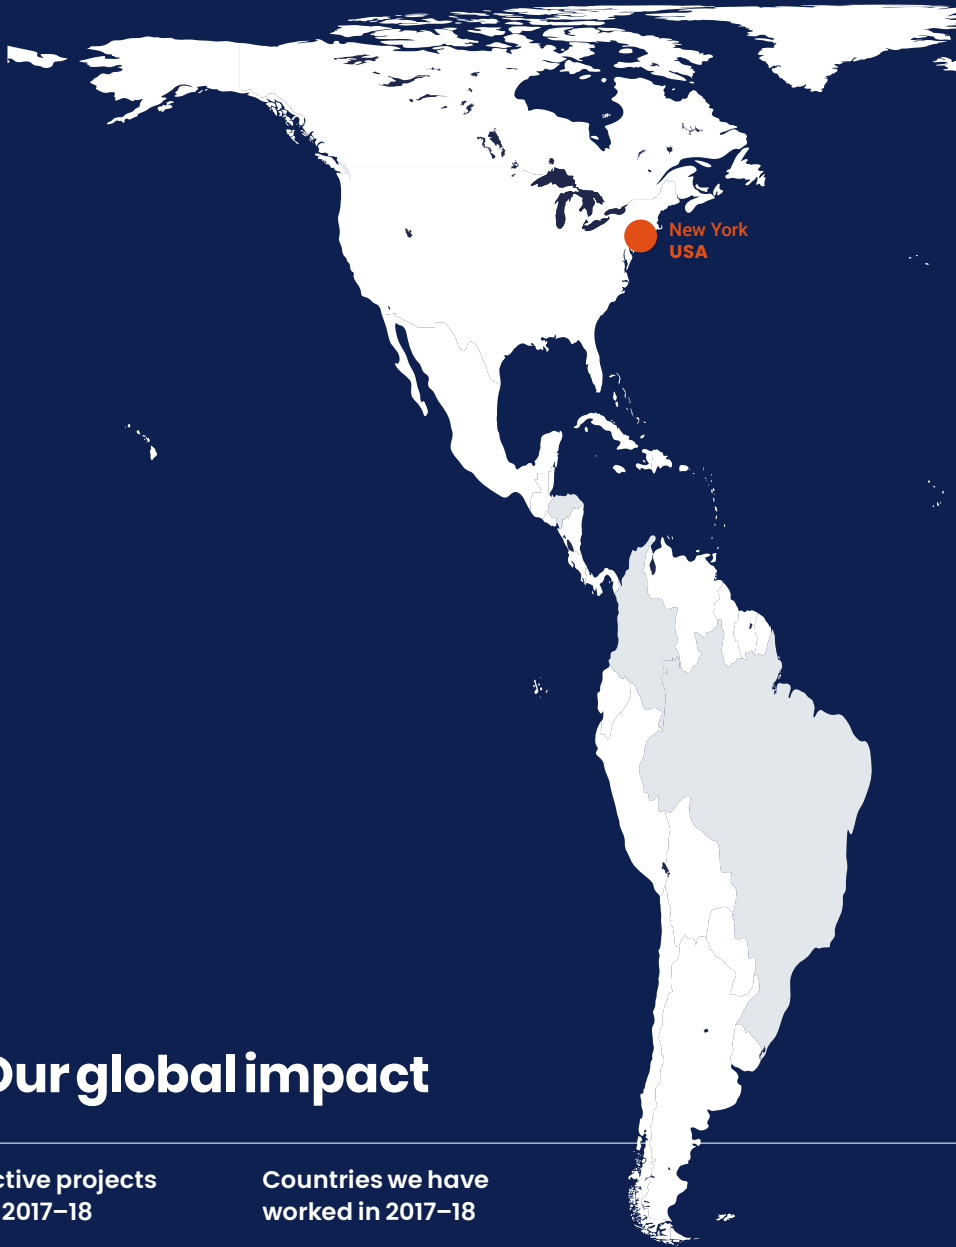 New York
USA
Our global impact
ctive projects
2017–18
Countries we have
worked in 2017–18